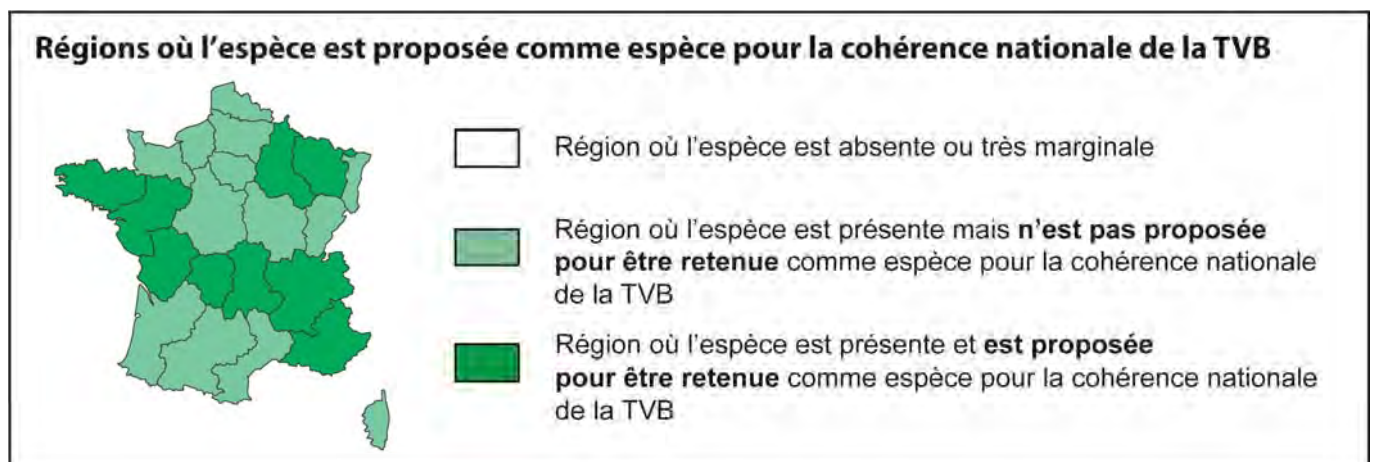 Régions où l'espèce est proposée comme espèce pour la cohérence nationale de la TVB
Région où l'espèce est absente ou très marginale
Région où l'espèce est présente mais n'est pas proposée
pour être retenue comme espèce pour la cohérence nationale
de la TVB
Région où l'espèce est présente et est proposée
pour être retenue comme espèce pour la cohérence nationale
de la TVB